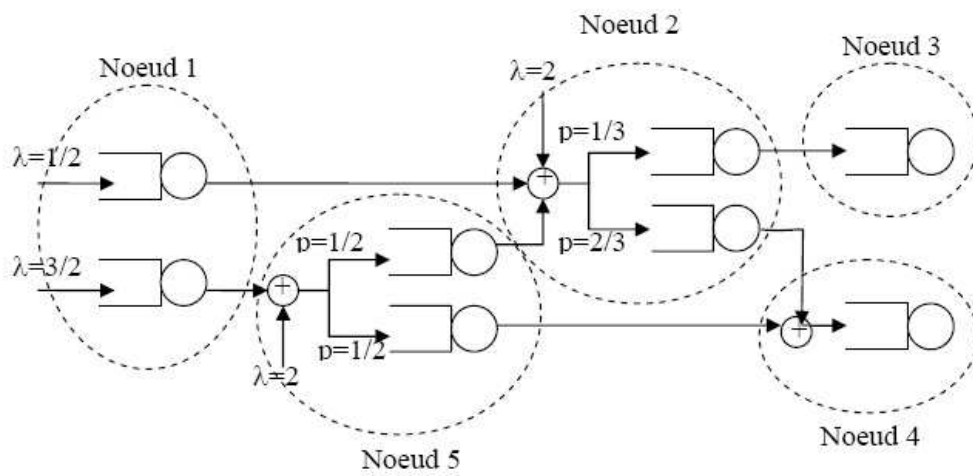 Noeud 1
Noeud 2
Noeud 3
λ=2
λ=1/2
p=1/3
p=2/3
λ=3/2
p=1/2
p=1/2
λ=2
Noeud 5
Noeud 4
+
+
+